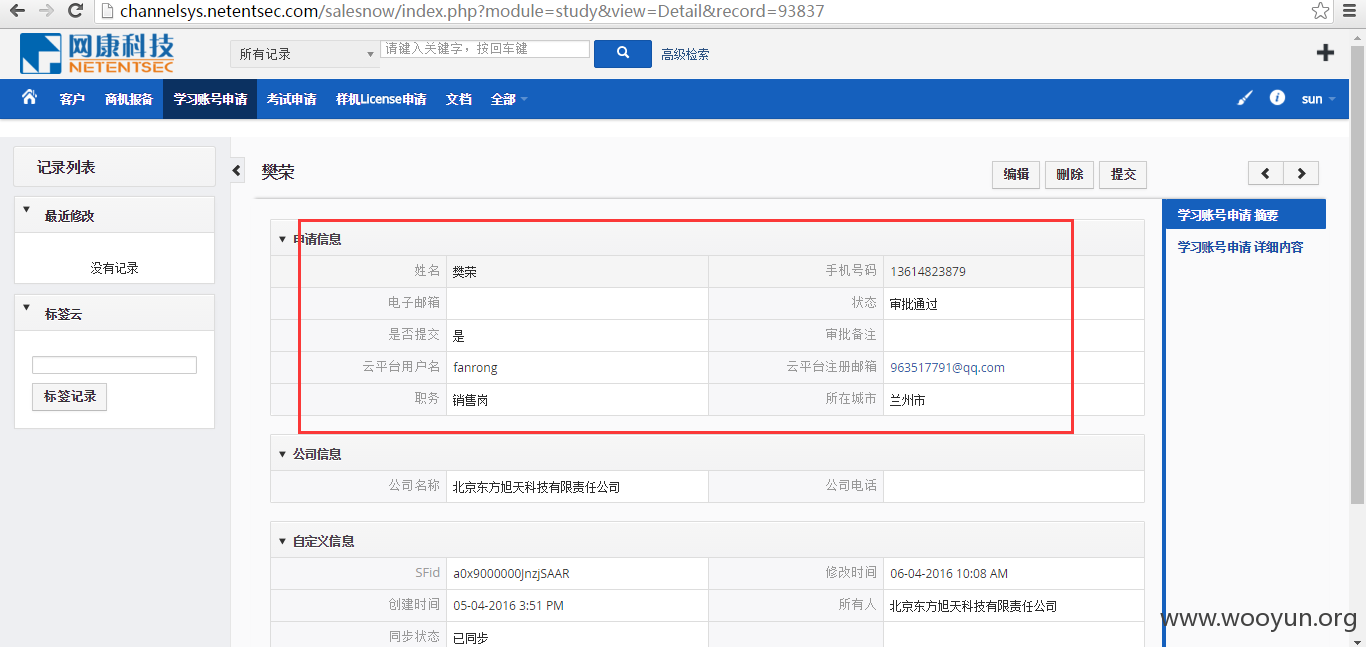 channelsys.netentsec.com/salesnow/index.php?module=study&view=Detail&record=93837
网康科技
NETENTSEC
所有记录
请键入关键字，按回车键
高级检索
客户 商机报备 学习账号申请 考试申请 样机License申请 文档 全部
sun
记录列表
最近修改
没有记录
标签云
标签记录
樊荣
编辑 删除 提交
学习账号申请 摘要
学习账号申请 详细内容
申请信息
姓名 樊荣 手机号码 13614823879
电子邮箱 状态 审批通过
是否提交 是 审批备注
云平台用户名 fanrong 云平台注册邮箱 963517791@qq.com
职务 销售岗 所在城市 兰州市
公司信息
公司名称 北京东方旭天科技有限责任公司 公司电话
自定义信息
SFid a0x9000000JnzjSAAR 修改时间 06-04-2016 10:08 AM
创建时间 05-04-2016 3:51 PM 所有人 北京东方旭天科技有限责任公司
同步状态 已同步
www.wooyun.org